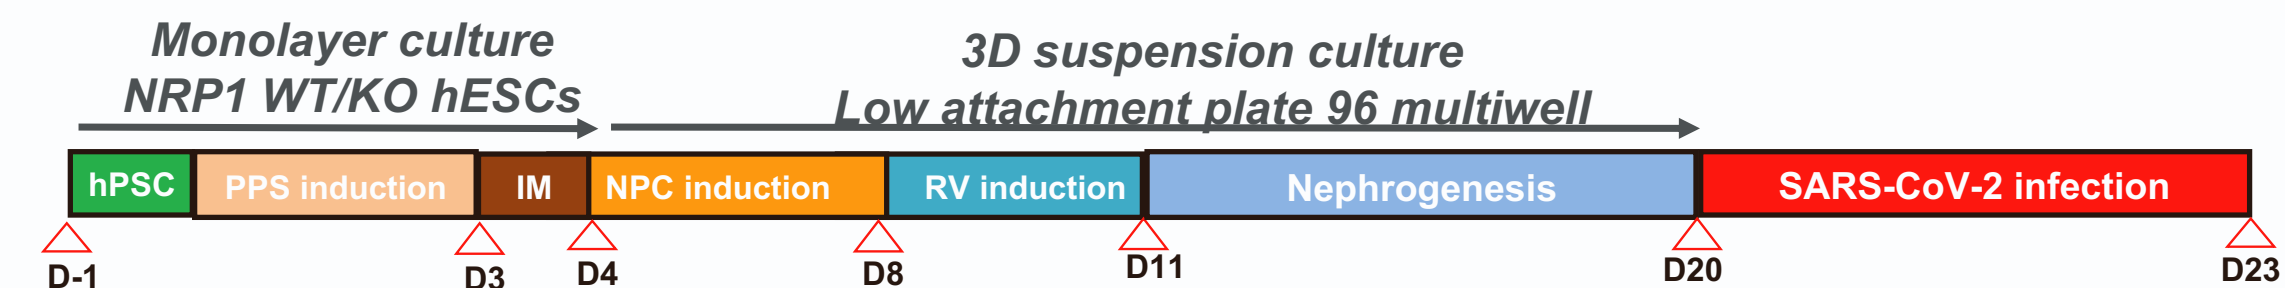 Monolayer culture
NRP1 WT/KO hESCs
3D suspension culture
Low attachment plate 96 multiwell
hPSC PPS induction IM NPC induction RV induction Nephrogenesis SARS-CoV-2 infection
D-1 D3 D4 D8 D11 D20 D23